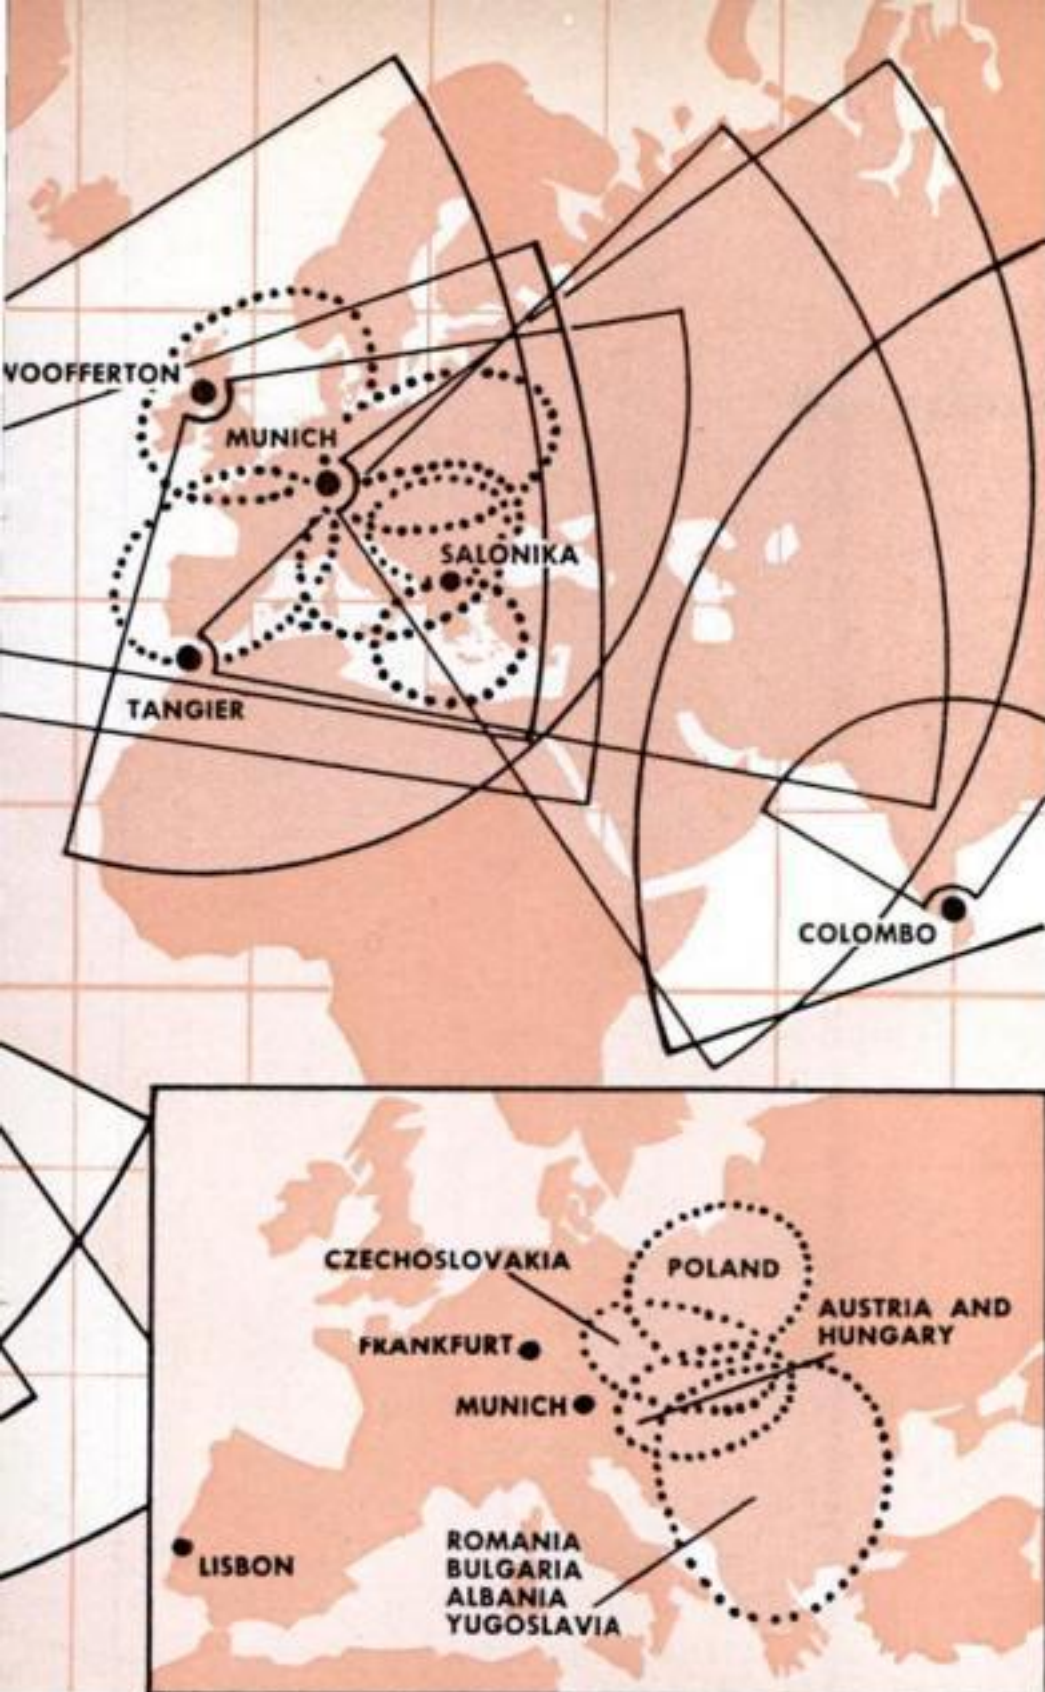 WOOFFERTON
MUNICH
SALONIKA
TANGIER
COLOMBO
CZECHOSLOVAKIA
POLAND
AUSTRIA AND
HUNGARY
FRANKFURT
MUNICH
LISBON
ROMANIA
BULGARIA
ALBANIA
YUGOSLAVIA